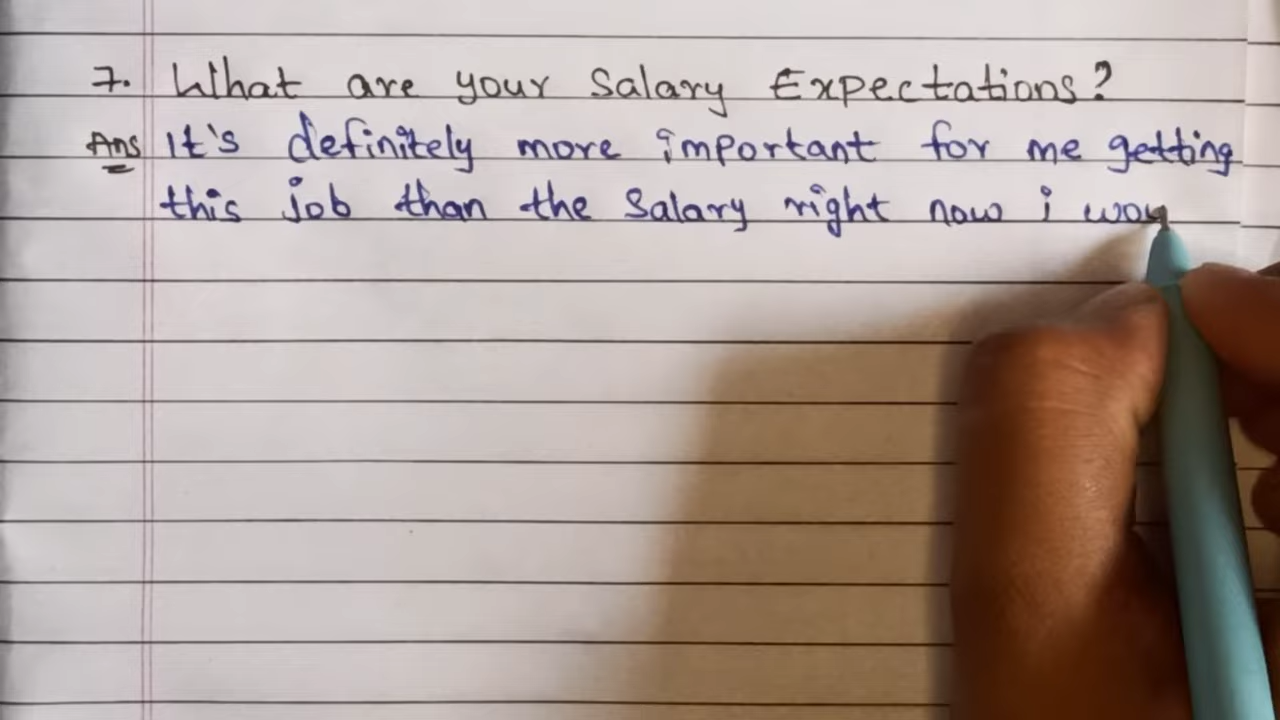 7. What are your Salary Expectations?
Ans It's definitely more important for me getting
this job than the Salary right now i wou